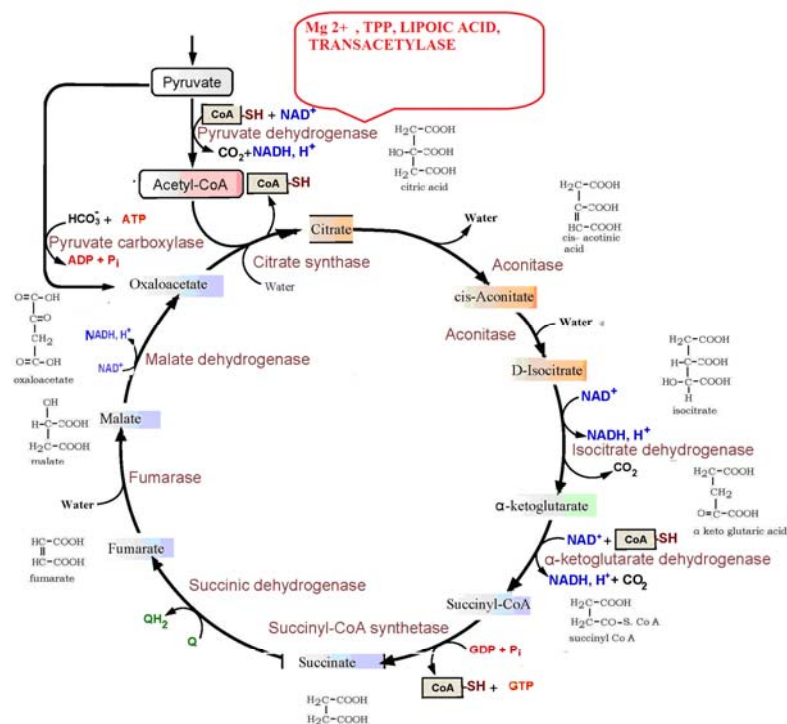 Mg 2+ , TPP, LIPOIC ACID,
TRANSACETYLASE
Pyruvate
CoA -SH + NAD+
Pyruvate dehydrogenase
CO2+NADH, H+
H2C-COOH
HO-C-COOH
H2C-COOH
citric acid
Acetyl-CoA
CoA -SH
HCO3- + ATP
Pyruvate carboxylase
ADP + Pi
Citrate
Citrate synthase
Water
Water
H2C-COOH
C-COOH
HC-COOH
cis- acotinic
acid
Aconitase
Oxaloacetate
cis-Aconitate
Aconitase
Water
O=C-OH
C=O
CH2
O=C-OH
oxaloacetate
NADH, H+
NAD+
Malate dehydrogenase
D-Isocitrate
H2C-COOH
H-C-COOH
HO-C-COOH
H
isocitrate
NAD+
NADH, H+
Isocitrate dehydrogenase
CO2
OH
H-C-COOH
H2C-COOH
malate
Malate
Fumarase
Water
α-ketoglutarate
H2C-COOH
CH2
O=C-COOH
α keto glutaric acid
NAD+ + CoA -SH
α-ketoglutarate dehydrogenase
NADH, H+ + CO2
HC-COOH
HC-COOH
fumarate
Fumarate
Succinic dehydrogenase
QH2
Q
Succinyl-CoA
H2C-COOH
H2C-CO-S. Co A
succinyl Co A
Succinyl-CoA synthetase
GDP + Pi
CoA -SH + GTP
Succinate
H2C-COOH
H2C-COOH